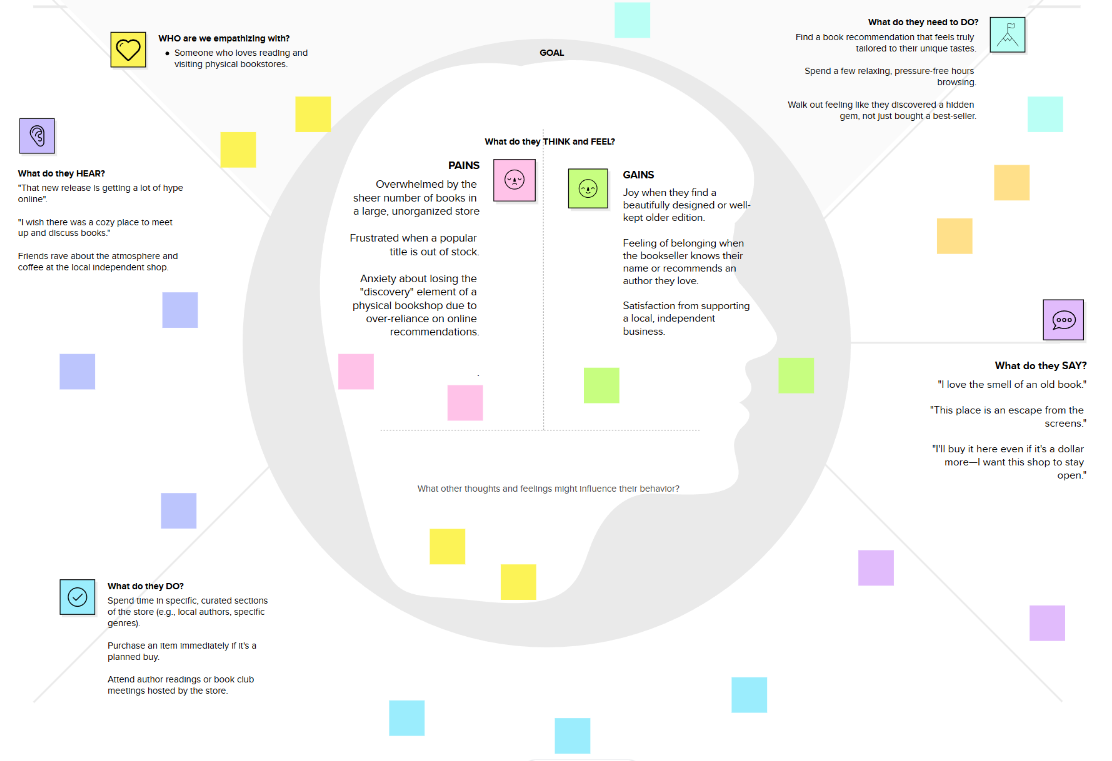 GOAL
WHO are we empathizing with?
• Someone who loves reading and
visiting physical bookstores.
What do they need to DO?
Find a book recommendation that feels truly
tailored to their unique tastes.
Spend a few relaxing, pressure-free hours
browsing.
Walk out feeling like they discovered a hidden
gem, not just bought a best-seller.
What do they HEAR?
"That new release is getting a lot of hype
online".
"I wish there was a cozy place to meet
up and discuss books."
Friends rave about the atmosphere and
coffee at the local independent shop.
What do they THINK and FEEL?
PAINS
Overwhelmed by the
sheer number of books in
a large, unorganized store
Frustrated when a popular
title is out of stock.
Anxiety about losing the
"discovery" element of a
physical bookshop due to
over-reliance on online
recommendations.
.
GAINS
Joy when they find a
beautifully designed or well-
kept older edition.
Feeling of belonging when
the bookseller knows their
name or recommends an
author they love.
Satisfaction from supporting
a local, independent
business.
What do they SAY?
"I love the smell of an old book."
"This place is an escape from the
screens."
"I'll buy it here even if it's a dollar
more—I want this shop to stay
open."
What other thoughts and feelings might influence their behavior?
What do they DO?
Spend time in specific, curated sections
of the store (e.g., local authors, specific
genres).
Purchase an item immediately if it's a
planned buy.
Attend author readings or book club
meetings hosted by the store.